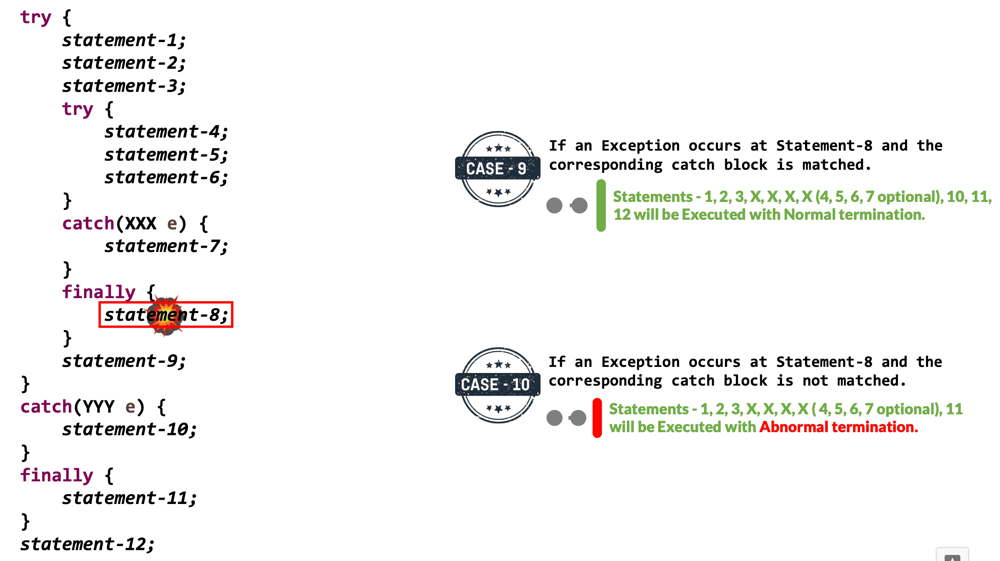 try {
statement-1;
statement-2;
statement-3;
try {
statement-4;
statement-5;
statement-6;
}
catch(XXX e) {
statement-7;
}
finally {
statement-8;
}
statement-9;
}
catch(YYY e) {
statement-10;
}
finally {
statement-11;
}
statement-12;
CASE - 9
If an Exception occurs at Statement-8 and the
corresponding catch block is matched.
Statements - 1, 2, 3, X, X, X, X (4, 5, 6, 7 optional), 10, 11,
12 will be Executed with Normal termination.
CASE - 10
If an Exception occurs at Statement-8 and the
corresponding catch block is not matched.
Statements - 1, 2, 3, X, X, X, X ( 4, 5, 6, 7 optional), 11
will be Executed with Abnormal termination.